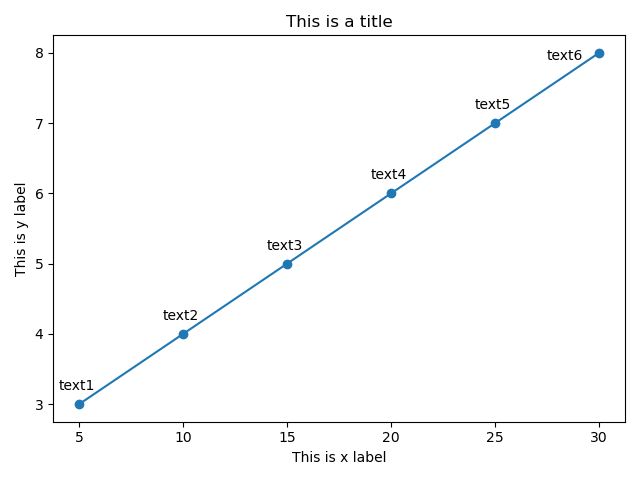 This is a title
8
text6
7
text5
6
text4
5
text3
4
text2
3
text1
This is y label
5 10 15 20 25 30
This is x label